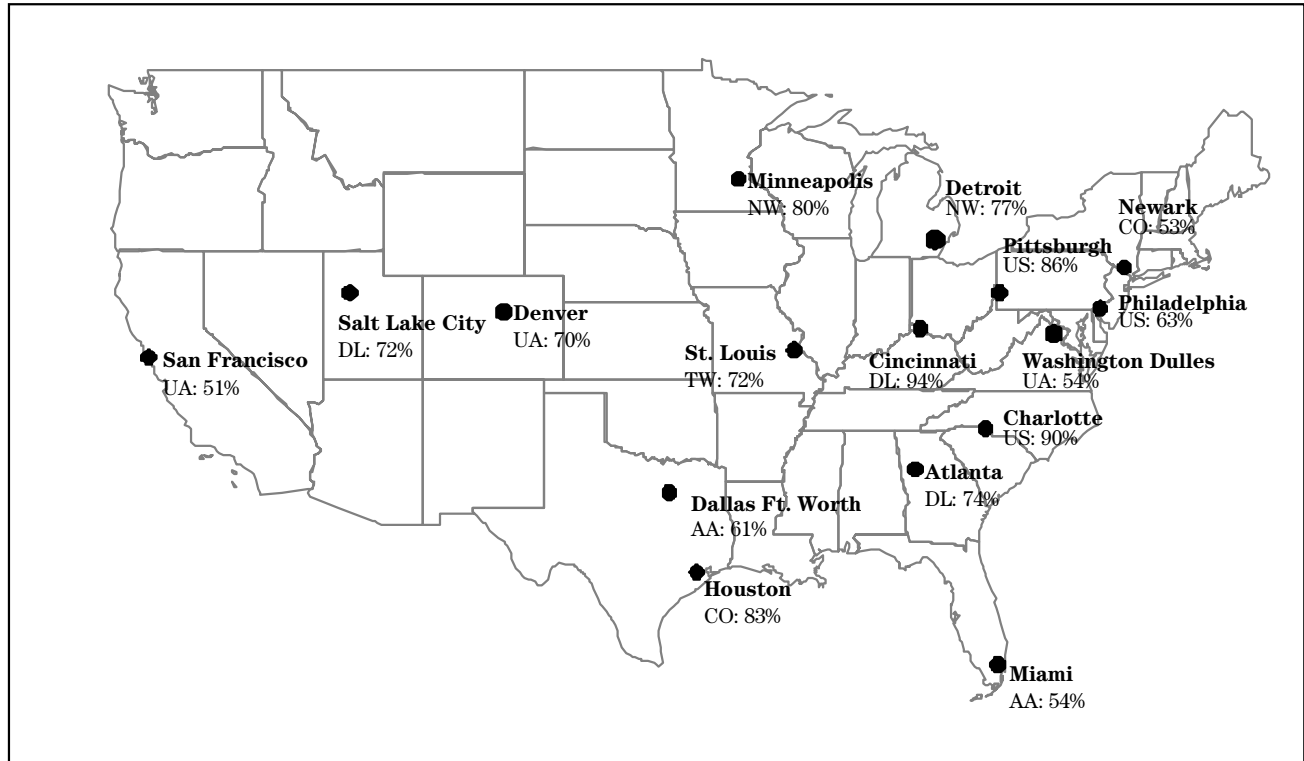 Minneapolis
NW: 80%
Detroit
NW: 77%
Newark
CO: 53%
Pittsburgh
US: 86%
Philadelphia
US: 63%
Salt Lake City
DL: 72%
Denver
UA: 70%
San Francisco
UA: 51%
St. Louis
TW: 72%
Cincinnati
DL: 94%
Washington Dulles
UA: 54%
Charlotte
US: 90%
Atlanta
DL: 74%
Dallas Ft. Worth
AA: 61%
Houston
CO: 83%
Miami
AA: 54%